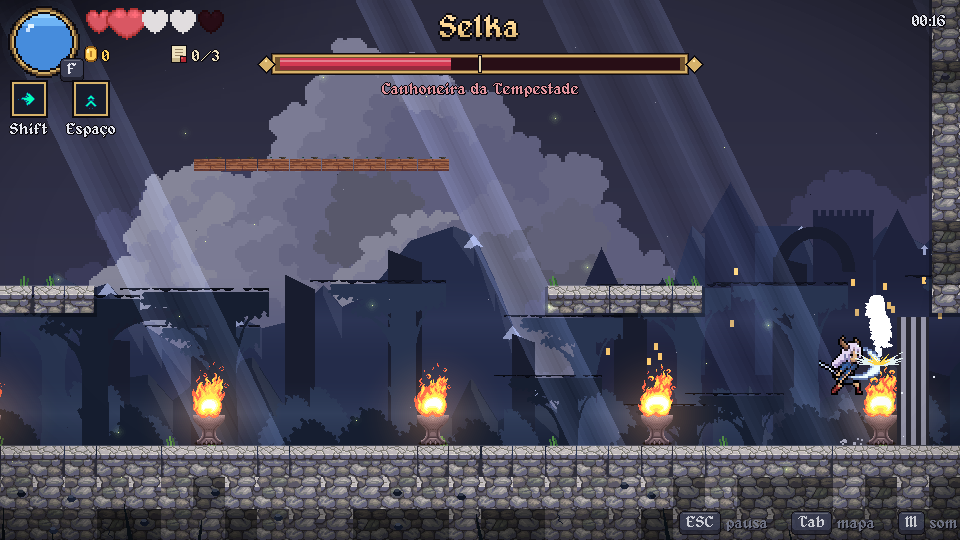 Selka
00:16
0
0/3
F
Canhoneira da Tempestade
Shift
Espaço
ESC pausa
Tab mapa
M som